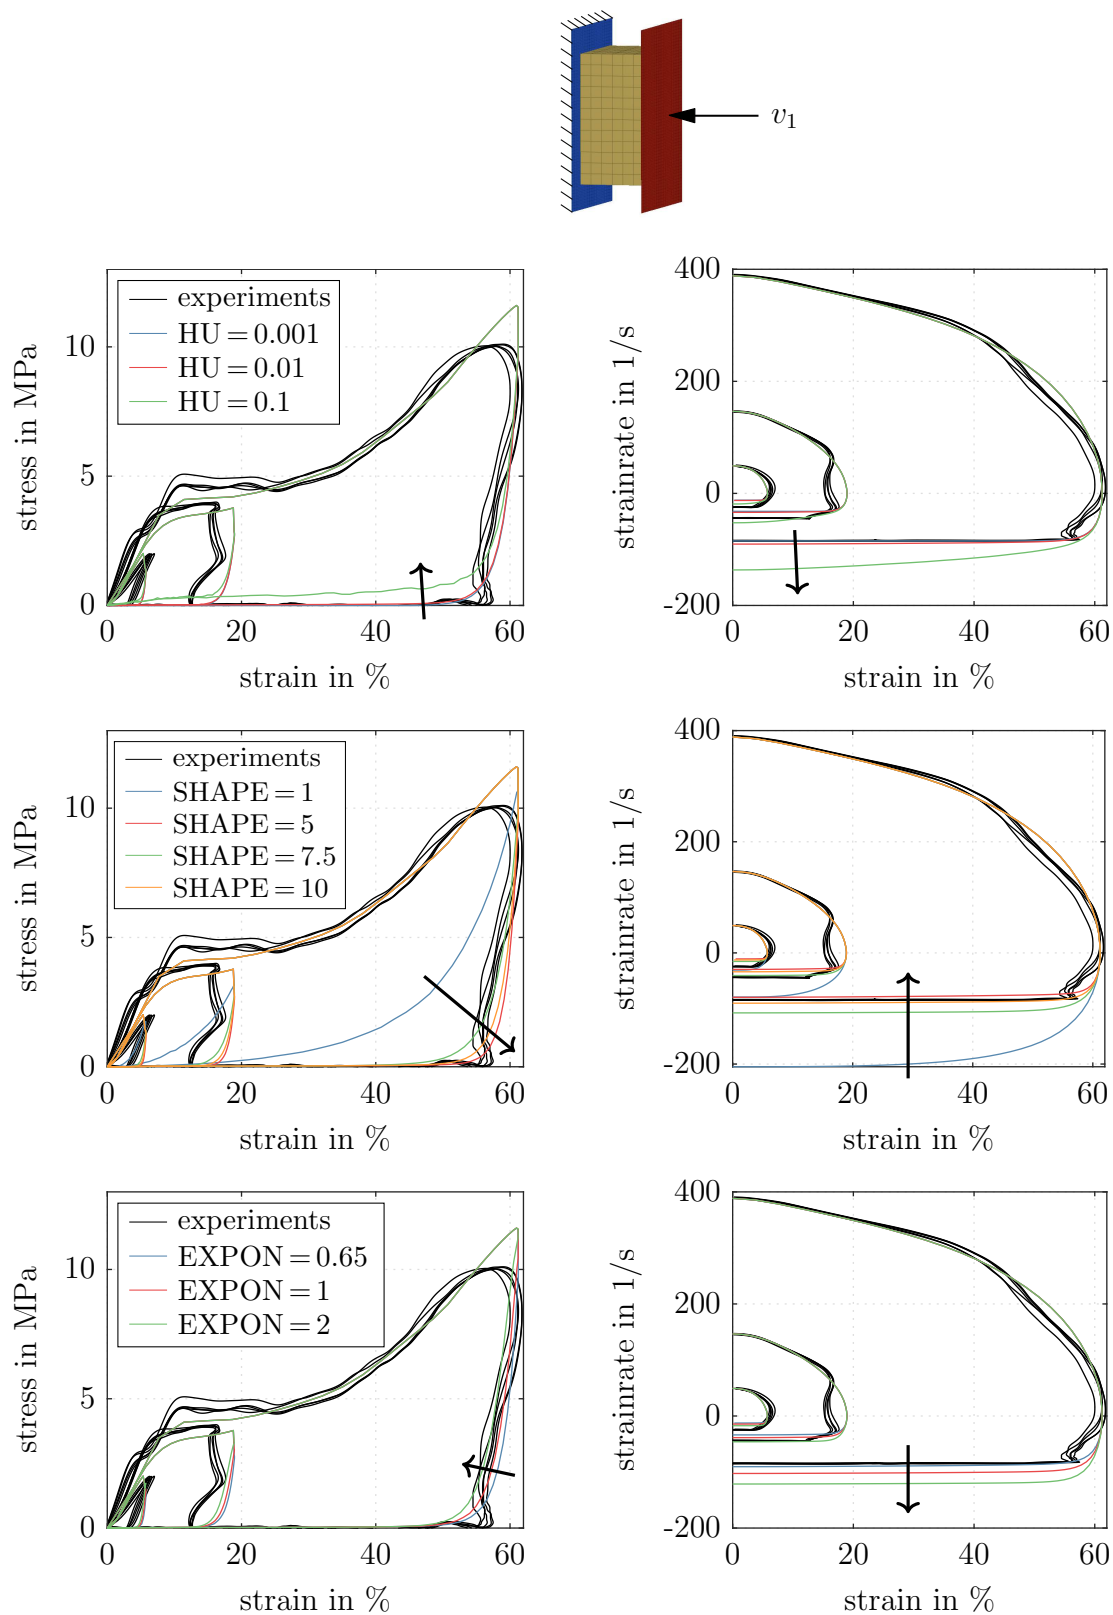 v1
stress in MPa
10
5
0
experiments
HU = 0.001
HU = 0.01
HU = 0.1
0 20 40 60
strain in %
strainrate in 1/s
400
200
0
-200
0 20 40 60
strain in %
stress in MPa
10
5
0
experiments
SHAPE = 1
SHAPE = 5
SHAPE = 7.5
SHAPE = 10
0 20 40 60
strain in %
strainrate in 1/s
400
200
0
-200
0 20 40 60
strain in %
stress in MPa
10
5
0
experiments
EXPON = 0.65
EXPON = 1
EXPON = 2
0 20 40 60
strain in %
strainrate in 1/s
400
200
0
-200
0 20 40 60
strain in %